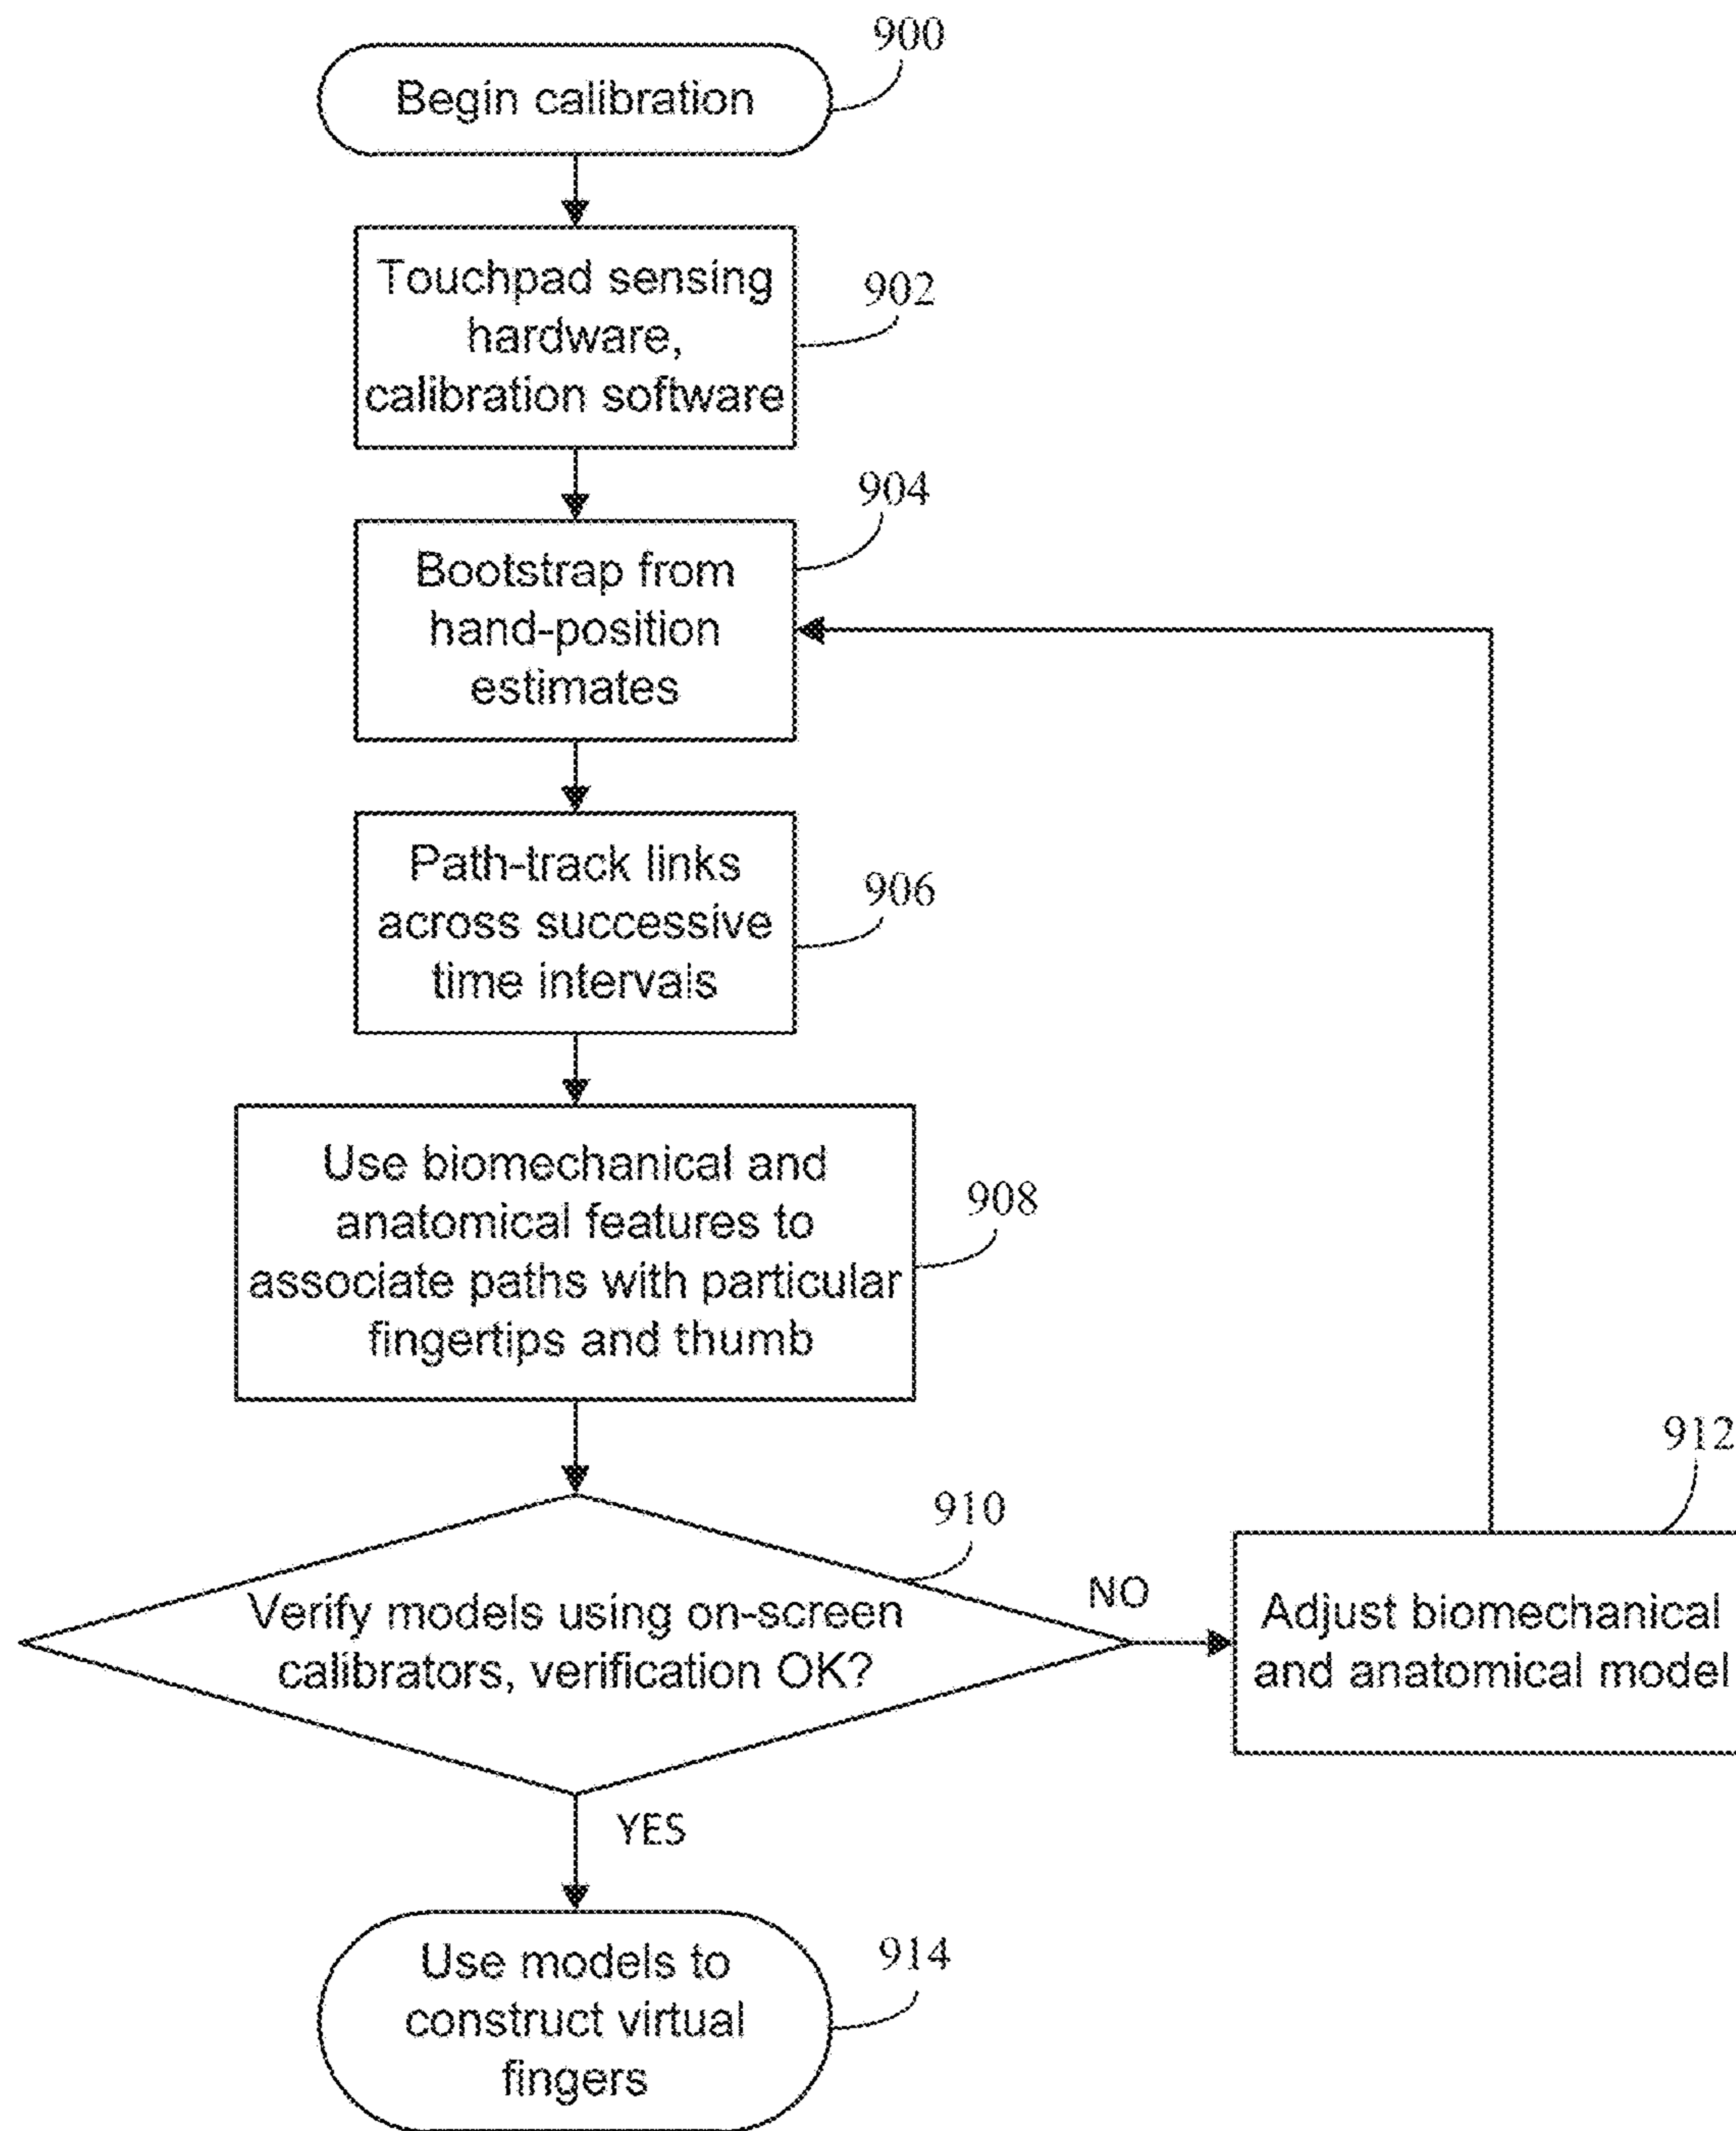 900
Begin calibration
Touchpad sensing
hardware,
calibration software
902
904
Bootstrap from
hand-position
estimates
Path-track links
across successive
time intervals
906
Use biomechanical and
anatomical features to
associate paths with particular
fingertips and thumb
908
910
Verify models using on-screen
calibrators, verification OK?
NO
912
Adjust biomechanical
and anatomical model
YES
Use models to
construct virtual
fingers
914